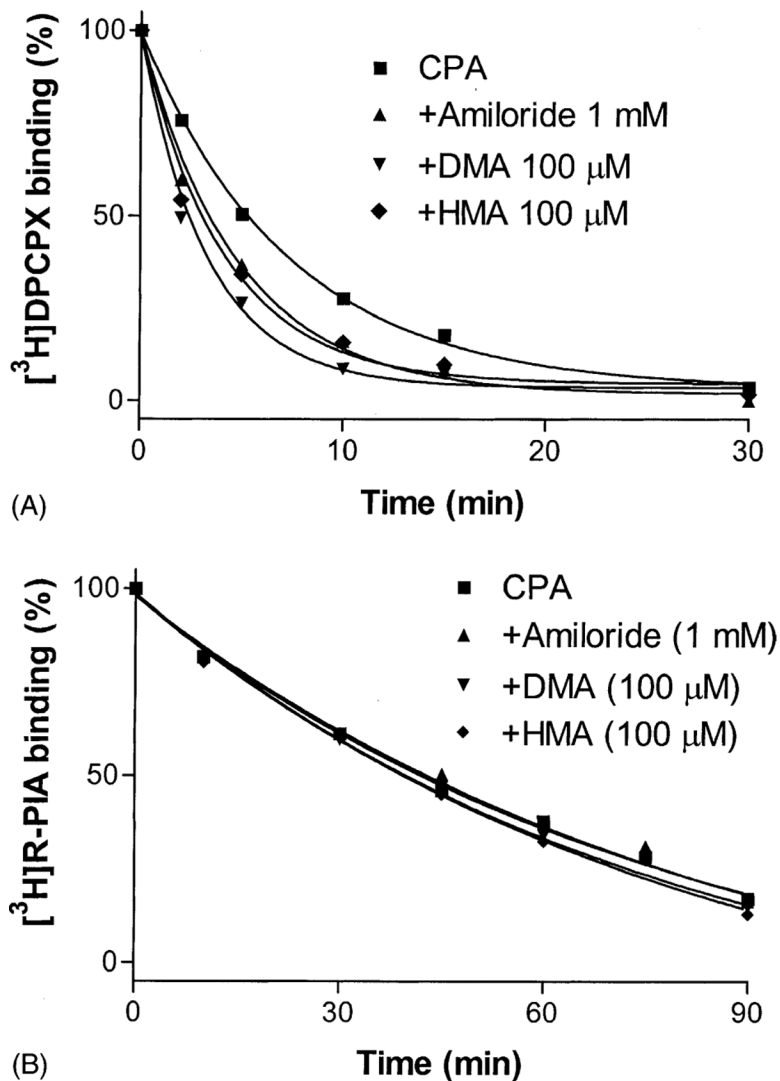 [³H]DPCPX binding (%)
100
50
0
CPA
+Amiloride 1 mM
+DMA 100 μM
+HMA 100 μM
0 10 20 30
Time (min)
(A)
[³H]R-PIA binding (%)
100
50
0
CPA
+Amiloride (1 mM)
+DMA (100 μM)
+HMA (100 μM)
0 30 60 90
Time (min)
(B)